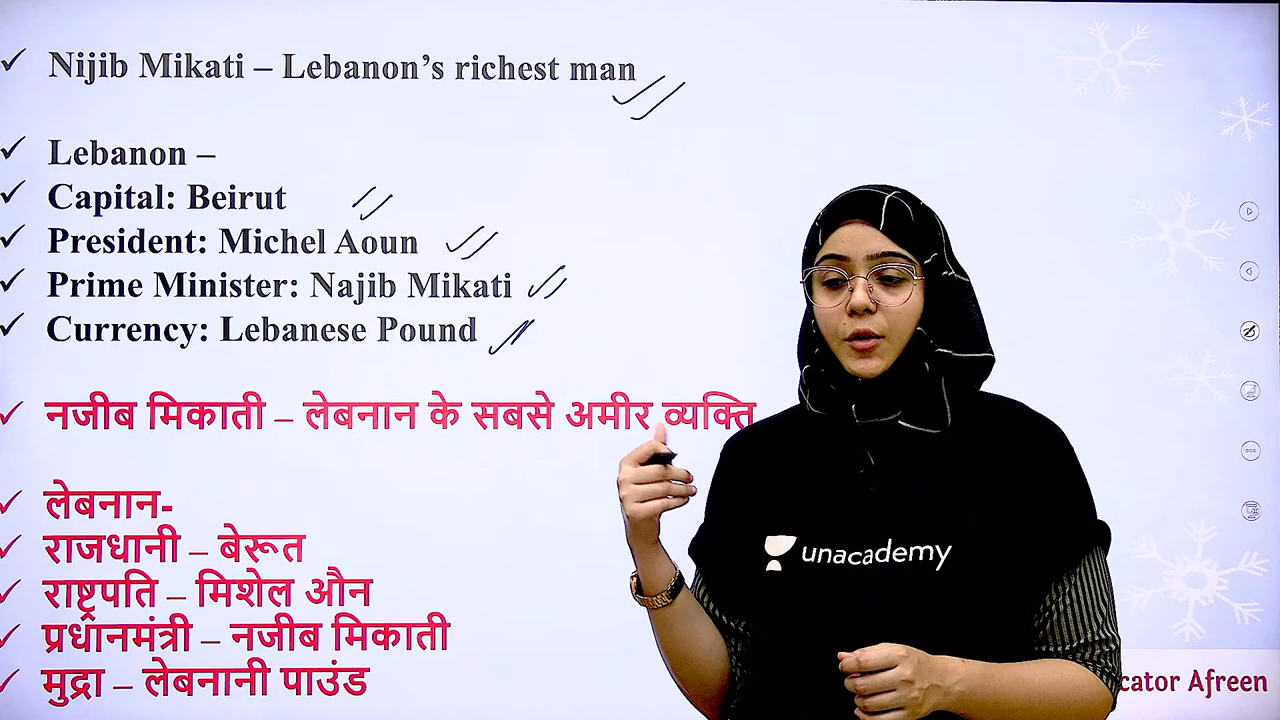 ✓ Nijib Mikati – Lebanon's richest man
✓ Lebanon –
✓ Capital: Beirut
✓ President: Michel Aoun
✓ Prime Minister: Najib Mikati
✓ Currency: Lebanese Pound
✓ नजीब मिकाती – लेबनान के सबसे अमीर व्यक्ति
✓ लेबनान-
✓ राजधानी – बेरूत
✓ राष्ट्रपति – मिशेल औन
✓ प्रधानमंत्री – नजीब मिकाती
✓ मुद्रा – लेबनानी पाउंड
unacademy
cator Afreen